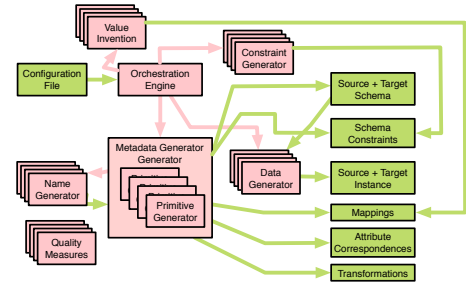 Value
Invention
Constraint
Generator
Configuration
File
Orchestration
Engine
Source + Target
Schema
Schema
Constraints
Metadata Generator
Generator
Primitive Generator
Name
Generator
Data
Generator
Source + Target
Instance
Mappings
Quality
Measures
Attribute
Correspondences
Transformations